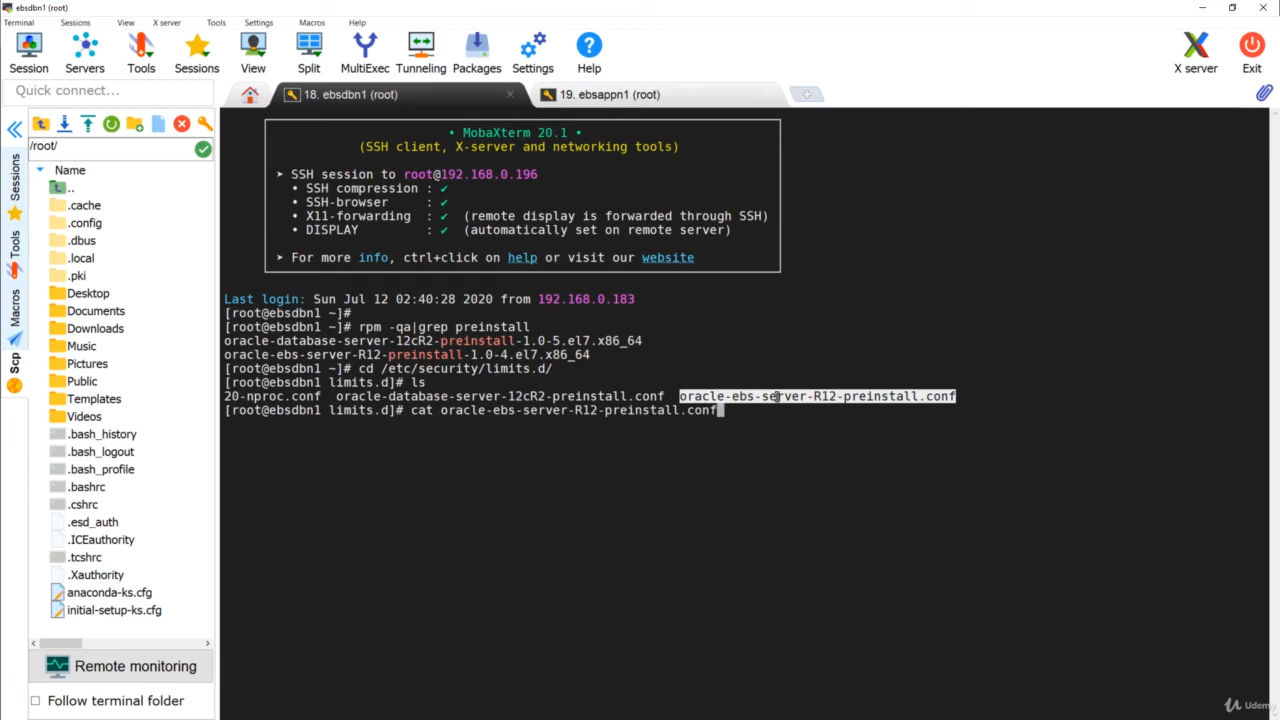 ebsdbn1 (root)
Terminal Sessions View X server Tools Settings Macros Help
Session Servers Tools Sessions View Split MultiExec Tunneling Packages Settings Help X server Exit
Quick connect...
18. ebsdbn1 (root)
19. ebsappn1 (root)
/root/
Name
..
.cache
.config
.dbus
.local
.pki
Desktop
Documents
Downloads
Music
Pictures
Public
Templates
Videos
.bash_history
.bash_logout
.bash_profile
.bashrc
.cshrc
.esd_auth
.ICEauthority
.tcshrc
.Xauthority
anaconda-ks.cfg
initial-setup-ks.cfg
Remote monitoring
Follow terminal folder
Sessions
Tools
Macros
Scp
• MobaXterm 20.1 •
(SSH client, X-server and networking tools)
➤ SSH session to root@192.168.0.196
• SSH compression : ✔
• SSH-browser : ✔
• X11-forwarding : ✔ (remote display is forwarded through SSH)
• DISPLAY : ✔ (automatically set on remote server)
➤ For more info, ctrl+click on help or visit our website
Last login: Sun Jul 12 02:40:28 2020 from 192.168.0.183
[root@ebsdbn1 ~]#
[root@ebsdbn1 ~]# rpm -qa|grep preinstall
oracle-database-server-12cR2-preinstall-1.0-5.el7.x86_64
oracle-ebs-server-R12-preinstall-1.0-4.el7.x86_64
[root@ebsdbn1 ~]# cd /etc/security/limits.d/
[root@ebsdbn1 limits.d]# ls
20-nproc.conf oracle-database-server-12cR2-preinstall.conf oracle-ebs-server-R12-preinstall.conf
[root@ebsdbn1 limits.d]# cat oracle-ebs-server-R12-preinstall.conf
Udemy